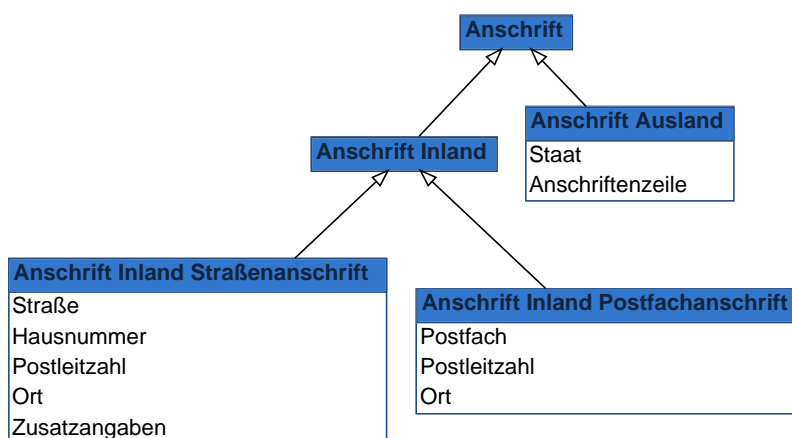 Anschrift
Anschrift Ausland
Staat
Anschriftenzeile
Anschrift Inland
Anschrift Inland Straßenanschrift
Straße
Hausnummer
Postleitzahl
Ort
Zusatzangaben
Anschrift Inland Postfachanschrift
Postfach
Postleitzahl
Ort